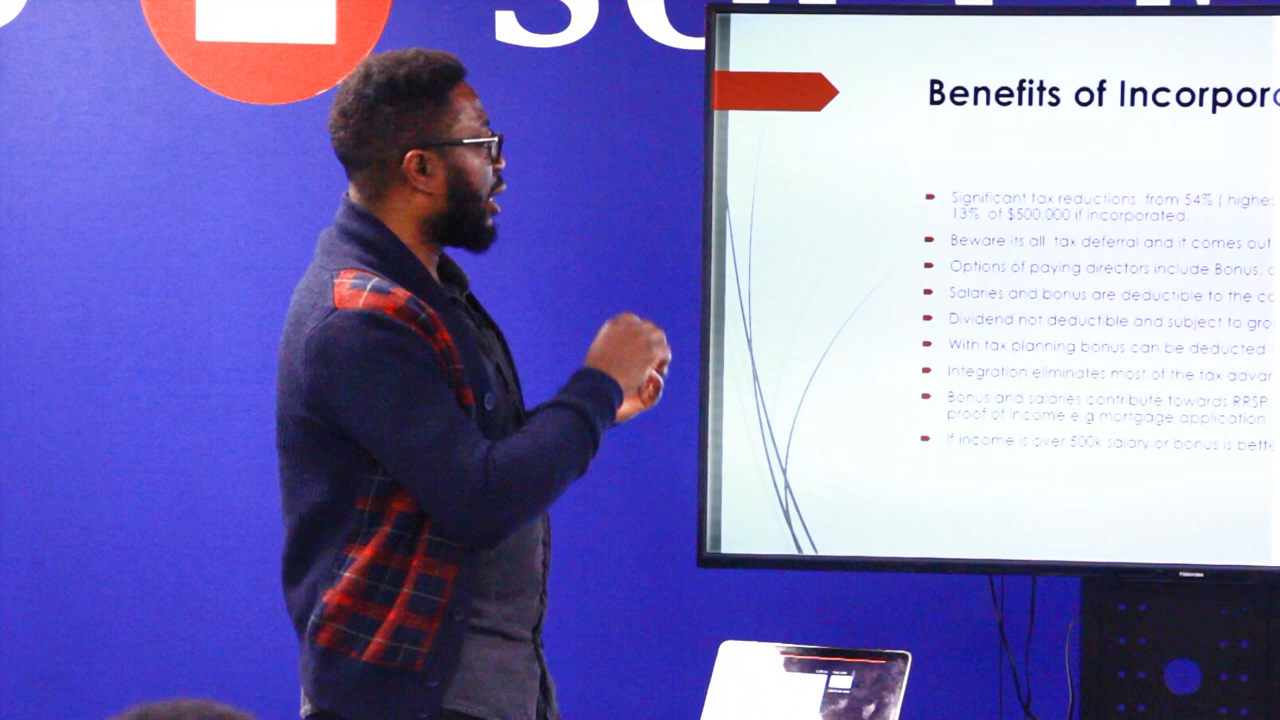 Benefits of Incorpor
Significant tax reductions from 54% ( highe
13% of $500,000 if incorporated.
Beware its all tax deferral and it comes out
Options of paying directors include Bonus,
Salaries and bonus are deductible to the co
Dividend not deductible and subject to gro
With tax planning bonus can be deducted
Integration eliminates most of the tax advan
Bonus and salaries contribute towards RRSP
proof of income e.g mortgage application
If income is over 500k salary or bonus is bette
TOSHIBA